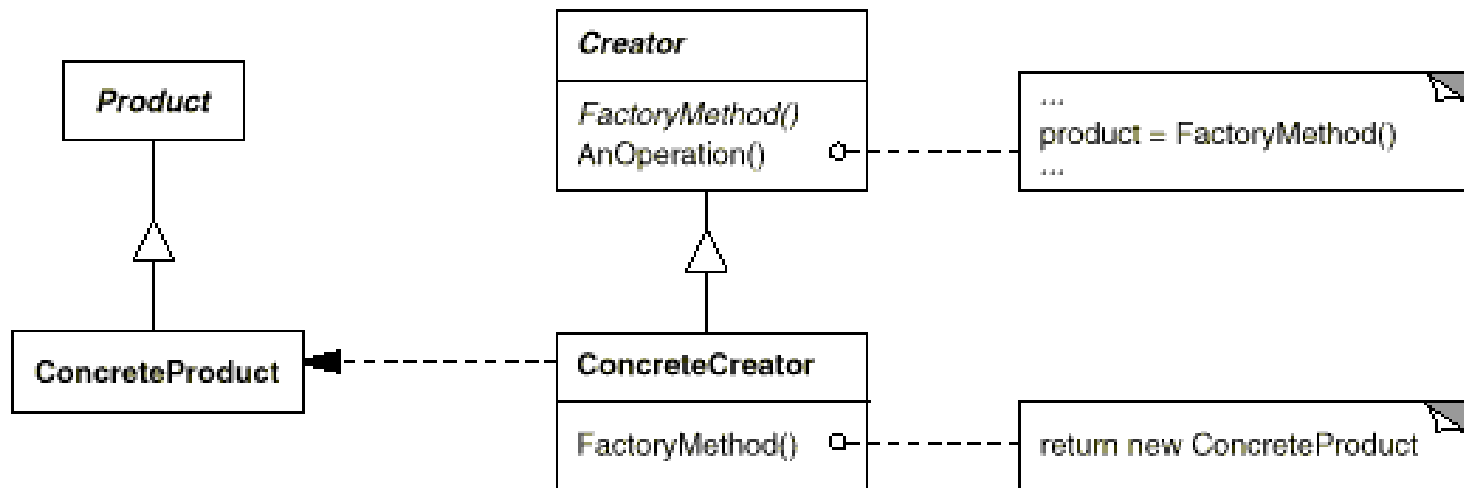 Product
ConcreteProduct
Creator
FactoryMethod()
AnOperation()
...
product = FactoryMethod()
...
ConcreteCreator
FactoryMethod()
return new ConcreteProduct